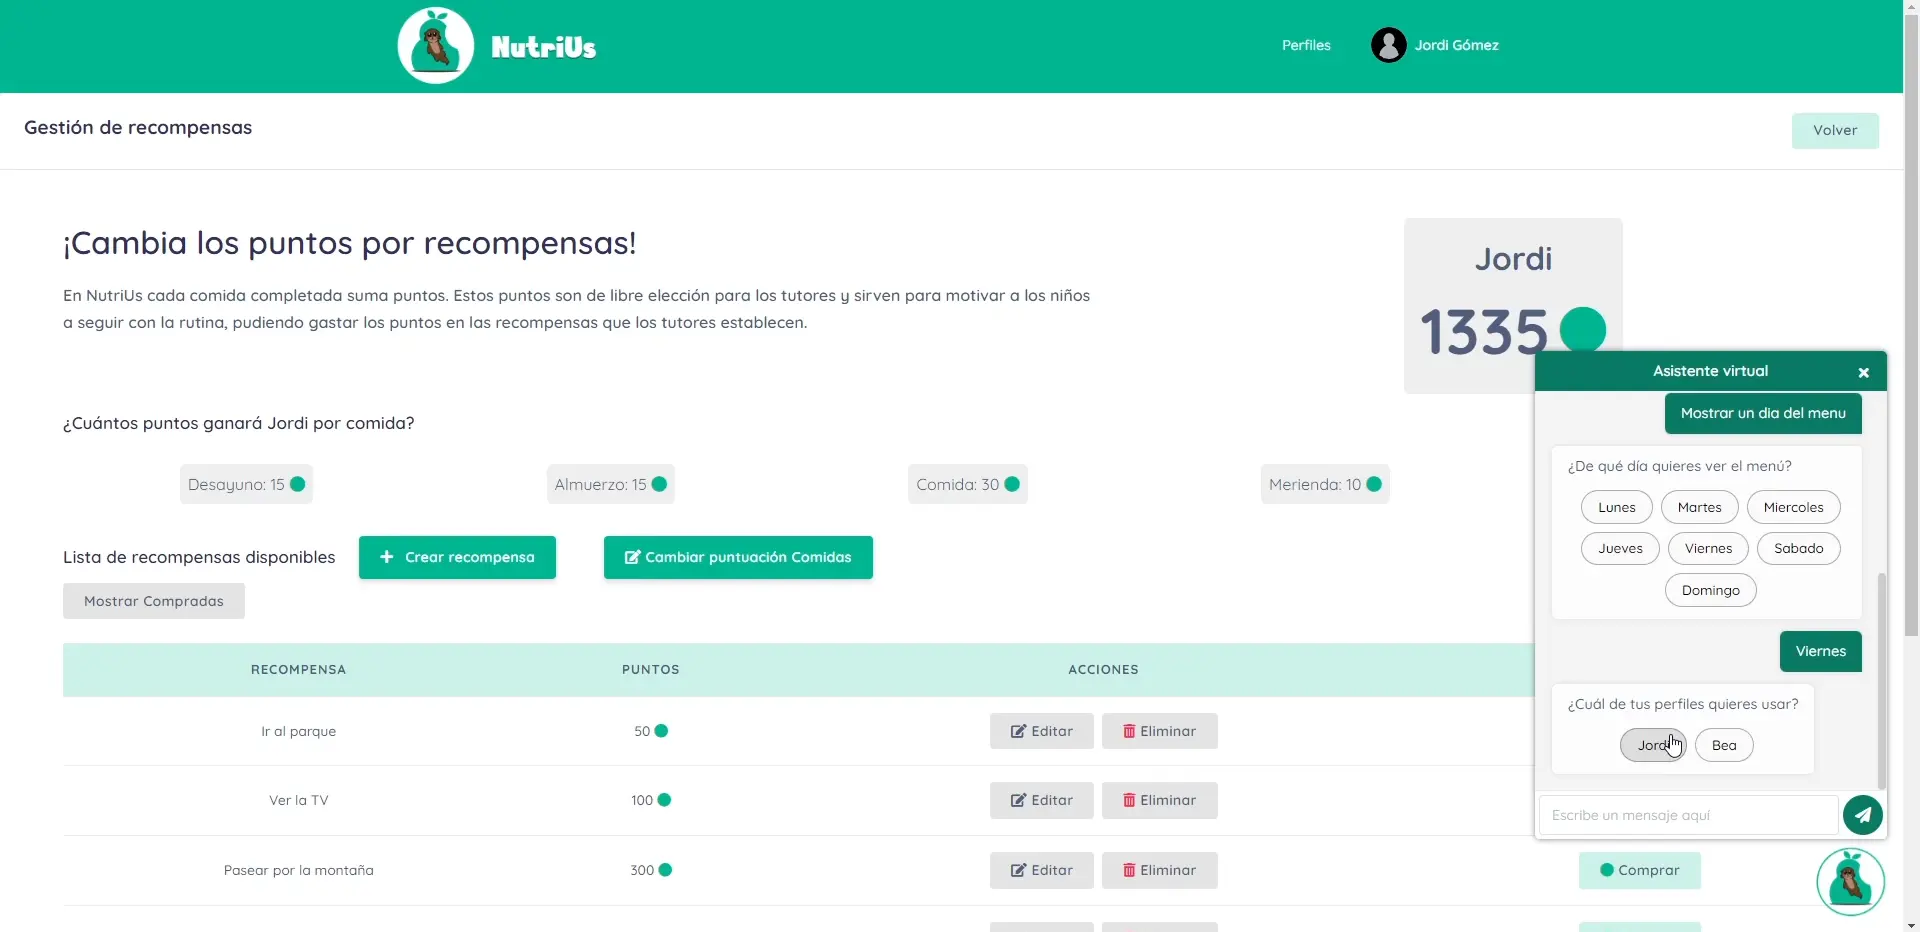 NutriUs
Perfiles
Jordi Gómez
Gestión de recompensas
Volver
¡Cambia los puntos por recompensas!
En NutriUs cada comida completada suma puntos. Estos puntos son de libre elección para los tutores y sirven para motivar a los niños
a seguir con la rutina, pudiendo gastar los puntos en las recompensas que los tutores establecen.
Jordi
1335
¿Cuántos puntos ganará Jordi por comida?
Desayuno: 15
Almuerzo: 15
Comida: 30
Merienda: 10
Lista de recompensas disponibles
Crear recompensa
Cambiar puntuación Comidas
Mostrar Compradas
RECOMPENSA PUNTOS ACCIONES
Ir al parque 50 Editar Eliminar
Ver la TV 100 Editar Eliminar
Pasear por la montaña 300 Editar Eliminar Comprar
Asistente virtual
Mostrar un dia del menu
¿De qué día quieres ver el menú?
Lunes Martes Miercoles
Jueves Viernes Sabado
Domingo
Viernes
¿Cuál de tus perfiles quieres usar?
Jordi Bea
Escribe un mensaje aquí